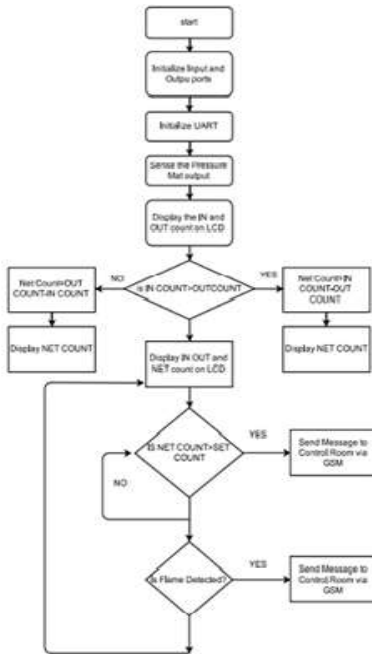 start
Initialize Iinput and
Outpu ports
Initialize UART
Sense the Pressure
Mat output
Display the IN and
OUT count on LCD
NO
is IN COUNT>OUTCOUNT
YES
Net Count=OUT
COUNT-IN COUNT
Net Count=IN
COUNT-OUT
COUNT
Display NET COUNT
Display NET COUNT
Display IN OUT and
NET count on LCD
IS NET COUNT>SET
COUNT
YES
Send Message to
Control Room via
GSM
NO
Is Flame Detected?
YES
Send Message to
Control Room via
GSM